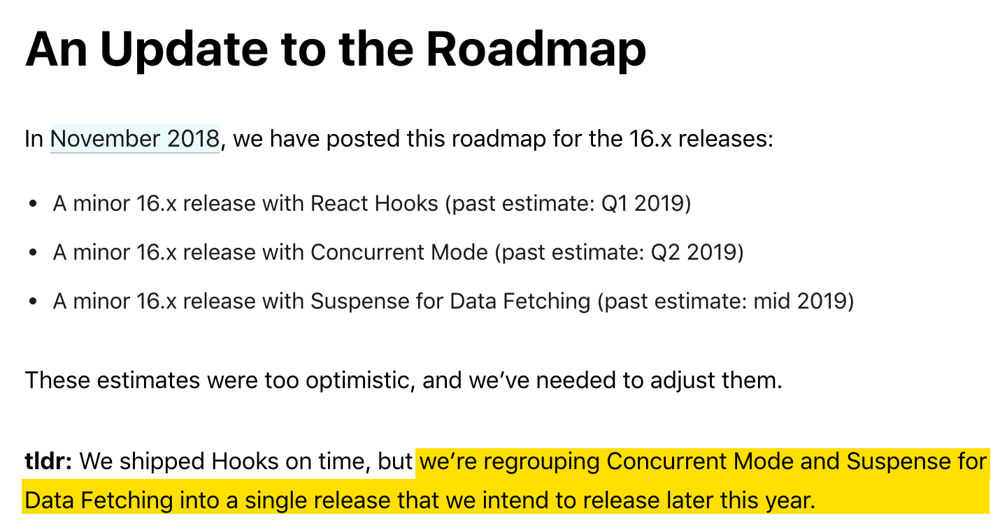 An Update to the Roadmap
In November 2018, we have posted this roadmap for the 16.x releases:
• A minor 16.x release with React Hooks (past estimate: Q1 2019)
• A minor 16.x release with Concurrent Mode (past estimate: Q2 2019)
• A minor 16.x release with Suspense for Data Fetching (past estimate: mid 2019)
These estimates were too optimistic, and we’ve needed to adjust them.
tldr: We shipped Hooks on time, but we’re regrouping Concurrent Mode and Suspense for
Data Fetching into a single release that we intend to release later this year.